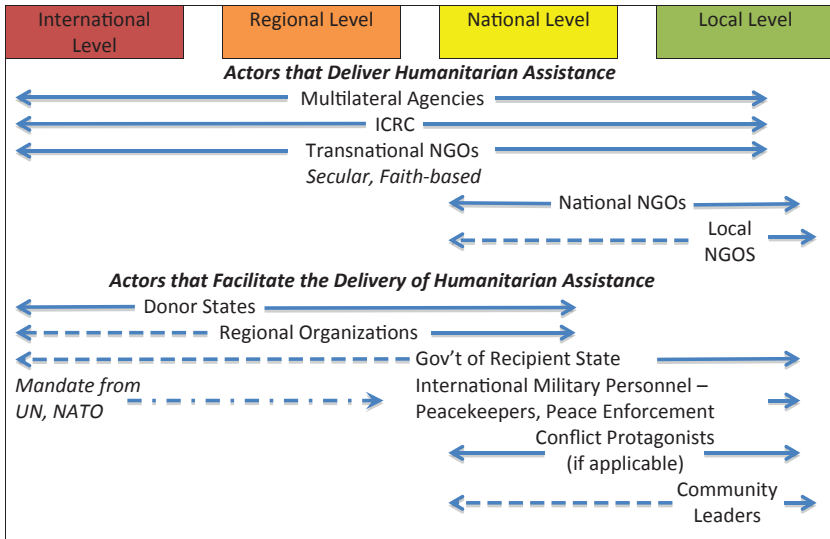 International Level
Regional Level
National Level
Local Level
Actors that Deliver Humanitarian Assistance
Multilateral Agencies
ICRC
Transnational NGOs
Secular, Faith-based
National NGOs
Local
NGOS
Actors that Facilitate the Delivery of Humanitarian Assistance
Donor States
Regional Organizations
Gov’t of Recipient State
Mandate from
UN, NATO
International Military Personnel –
Peacekeepers, Peace Enforcement
Conflict Protagonists
(if applicable)
Community
Leaders